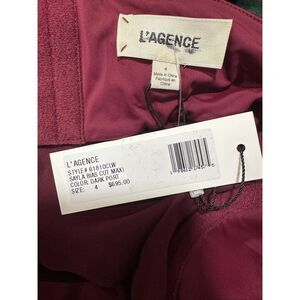 L'AGENCE
4
Made in China
Fabriqué en
Chine
L'AGENCE
STYLE# 61810CLW
SAYLA BIAS CUT MAXI
COLOR: DARK PORT
SIZE: 4 $695.00